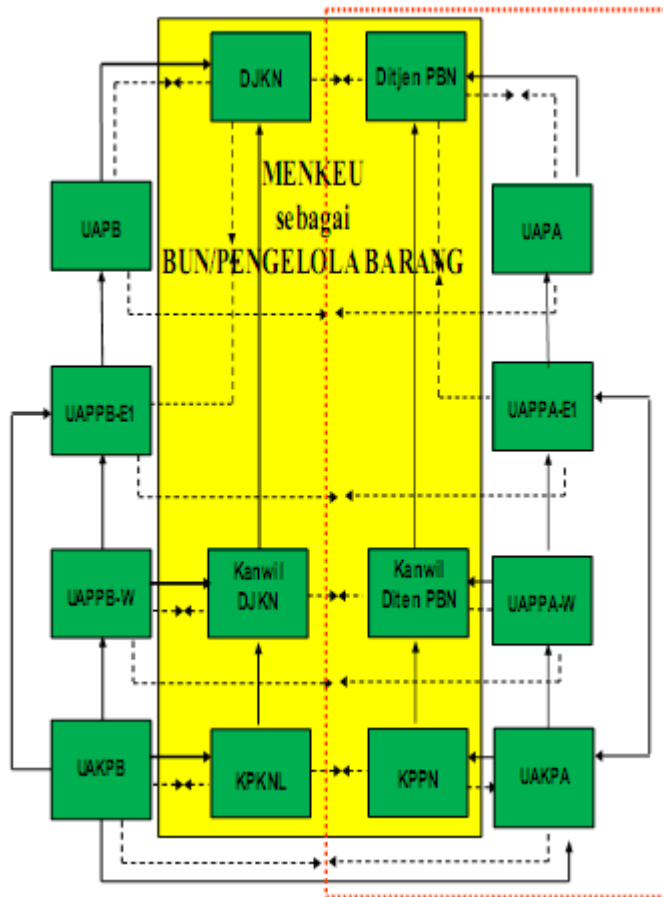 DJKN
Ditjen PBN
MENKEU
sebagai
BUN/PENGELOLA BARANG
UAPB
UAPA
UAPPB-E1
UAPPA-E1
UAPPB-W
Kanwil
DJKN
Kanwil
Diten PBN
UAPPA-W
UAKPB
KPKNL
KPPN
UAKPA